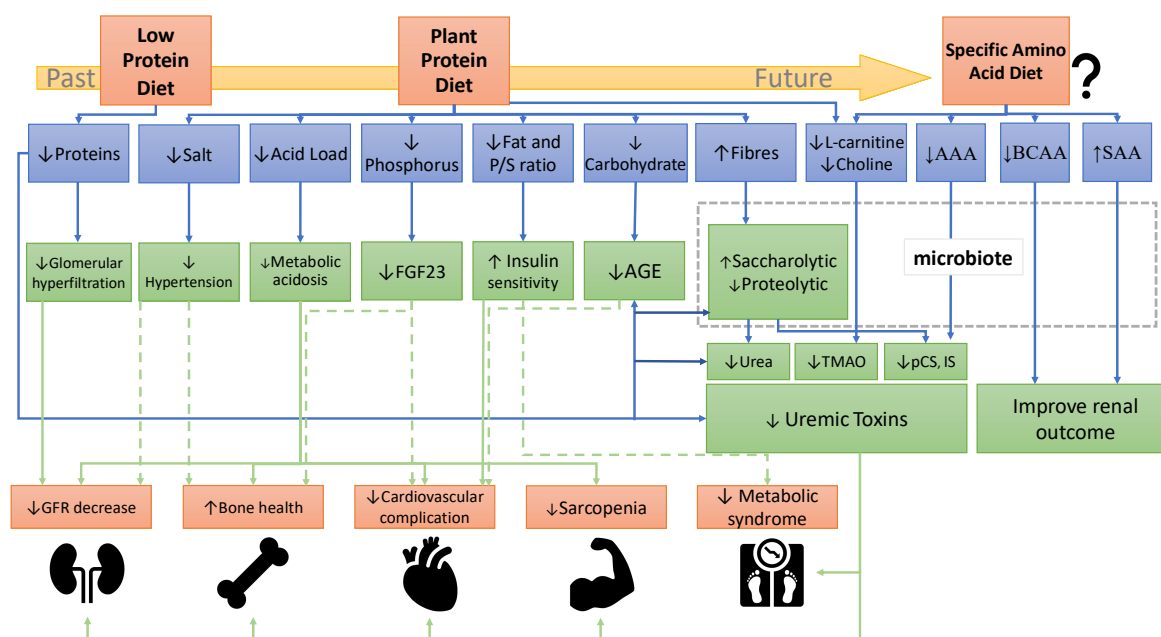 Low
Protein
Diet
Plant
Protein
Diet
Specific Amino
Acid Diet
?
Past
Future
↓Proteins
↓Salt
↓Acid Load
↓
Phosphorus
↓Fat and
P/S ratio
↓
Carbohydrate
↑Fibres
↓L-carnitine
↓Choline
↓AAA
↓BCAA
↑SAA
↓Glomerular
hyperfiltration
↓
Hypertension
↓Metabolic
acidosis
↓FGF23
↑ Insulin
sensitivity
↓AGE
↑Saccharolytic
↓Proteolytic
microbiote
↓Urea
↓TMAO
↓pCS, IS
↓ Uremic Toxins
Improve renal
outcome
↓GFR decrease
↑Bone health
↓Cardiovascular
complication
↓Sarcopenia
↓ Metabolic
syndrome